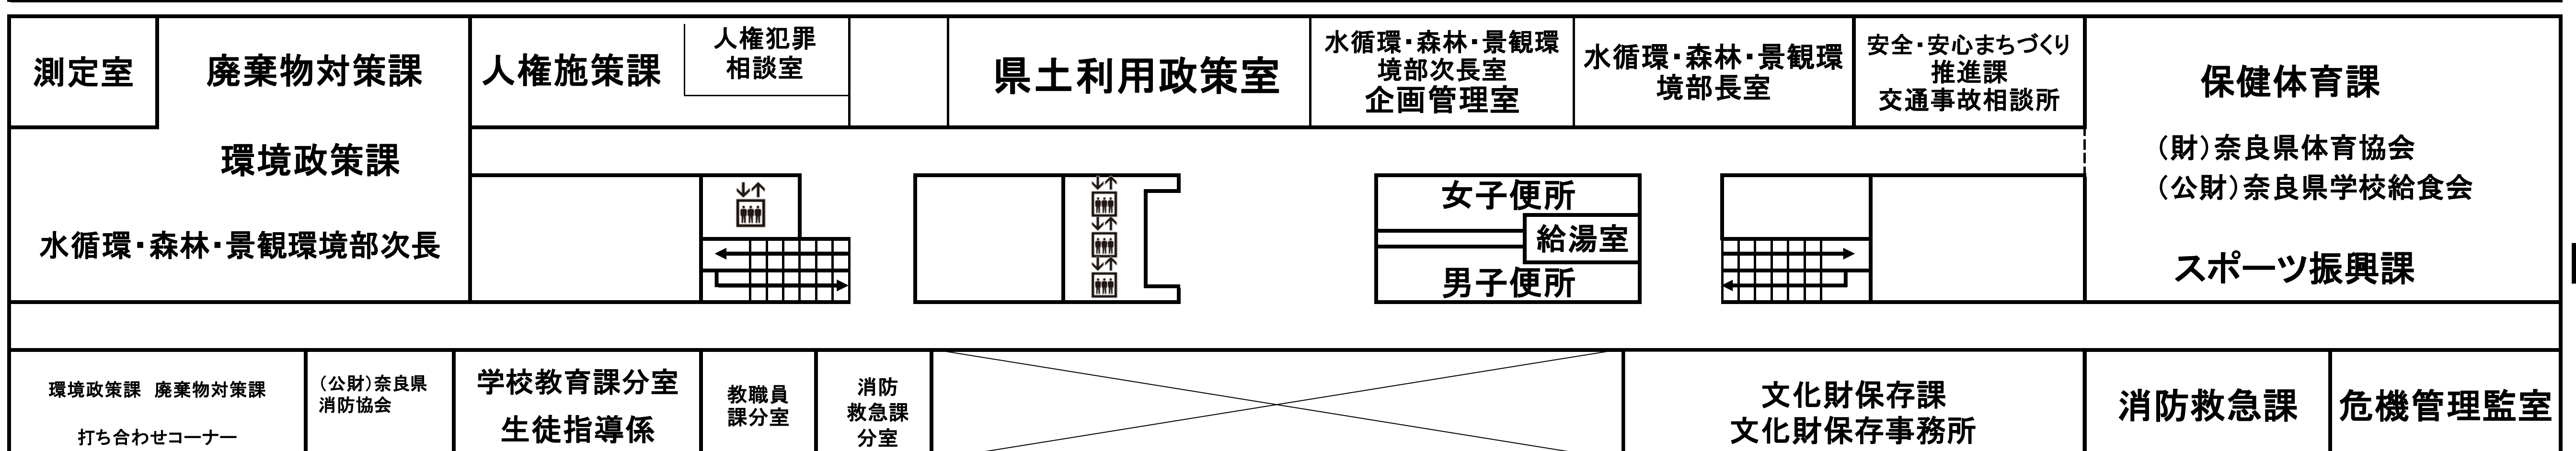 測定室
廃棄物対策課
環境政策課
水循環・森林・景観環境部次長
人権施策課
人権犯罪
相談室
県土利用政策室
水循環・森林・景観環
境部次長室
企画管理室
水循環・森林・景観環
境部長室
安全・安心まちづくり
推進課
交通事故相談所
保健体育課
（財）奈良県体育協会
（公財）奈良県学校給食会
スポーツ振興課
女子便所
給湯室
男子便所
環境政策課　廃棄物対策課
打ち合わせコーナー
（公財）奈良県
消防協会
学校教育課分室
生徒指導係
教職員
課分室
消防
救急課
分室
文化財保存課
文化財保存事務所
消防救急課
危機管理監室